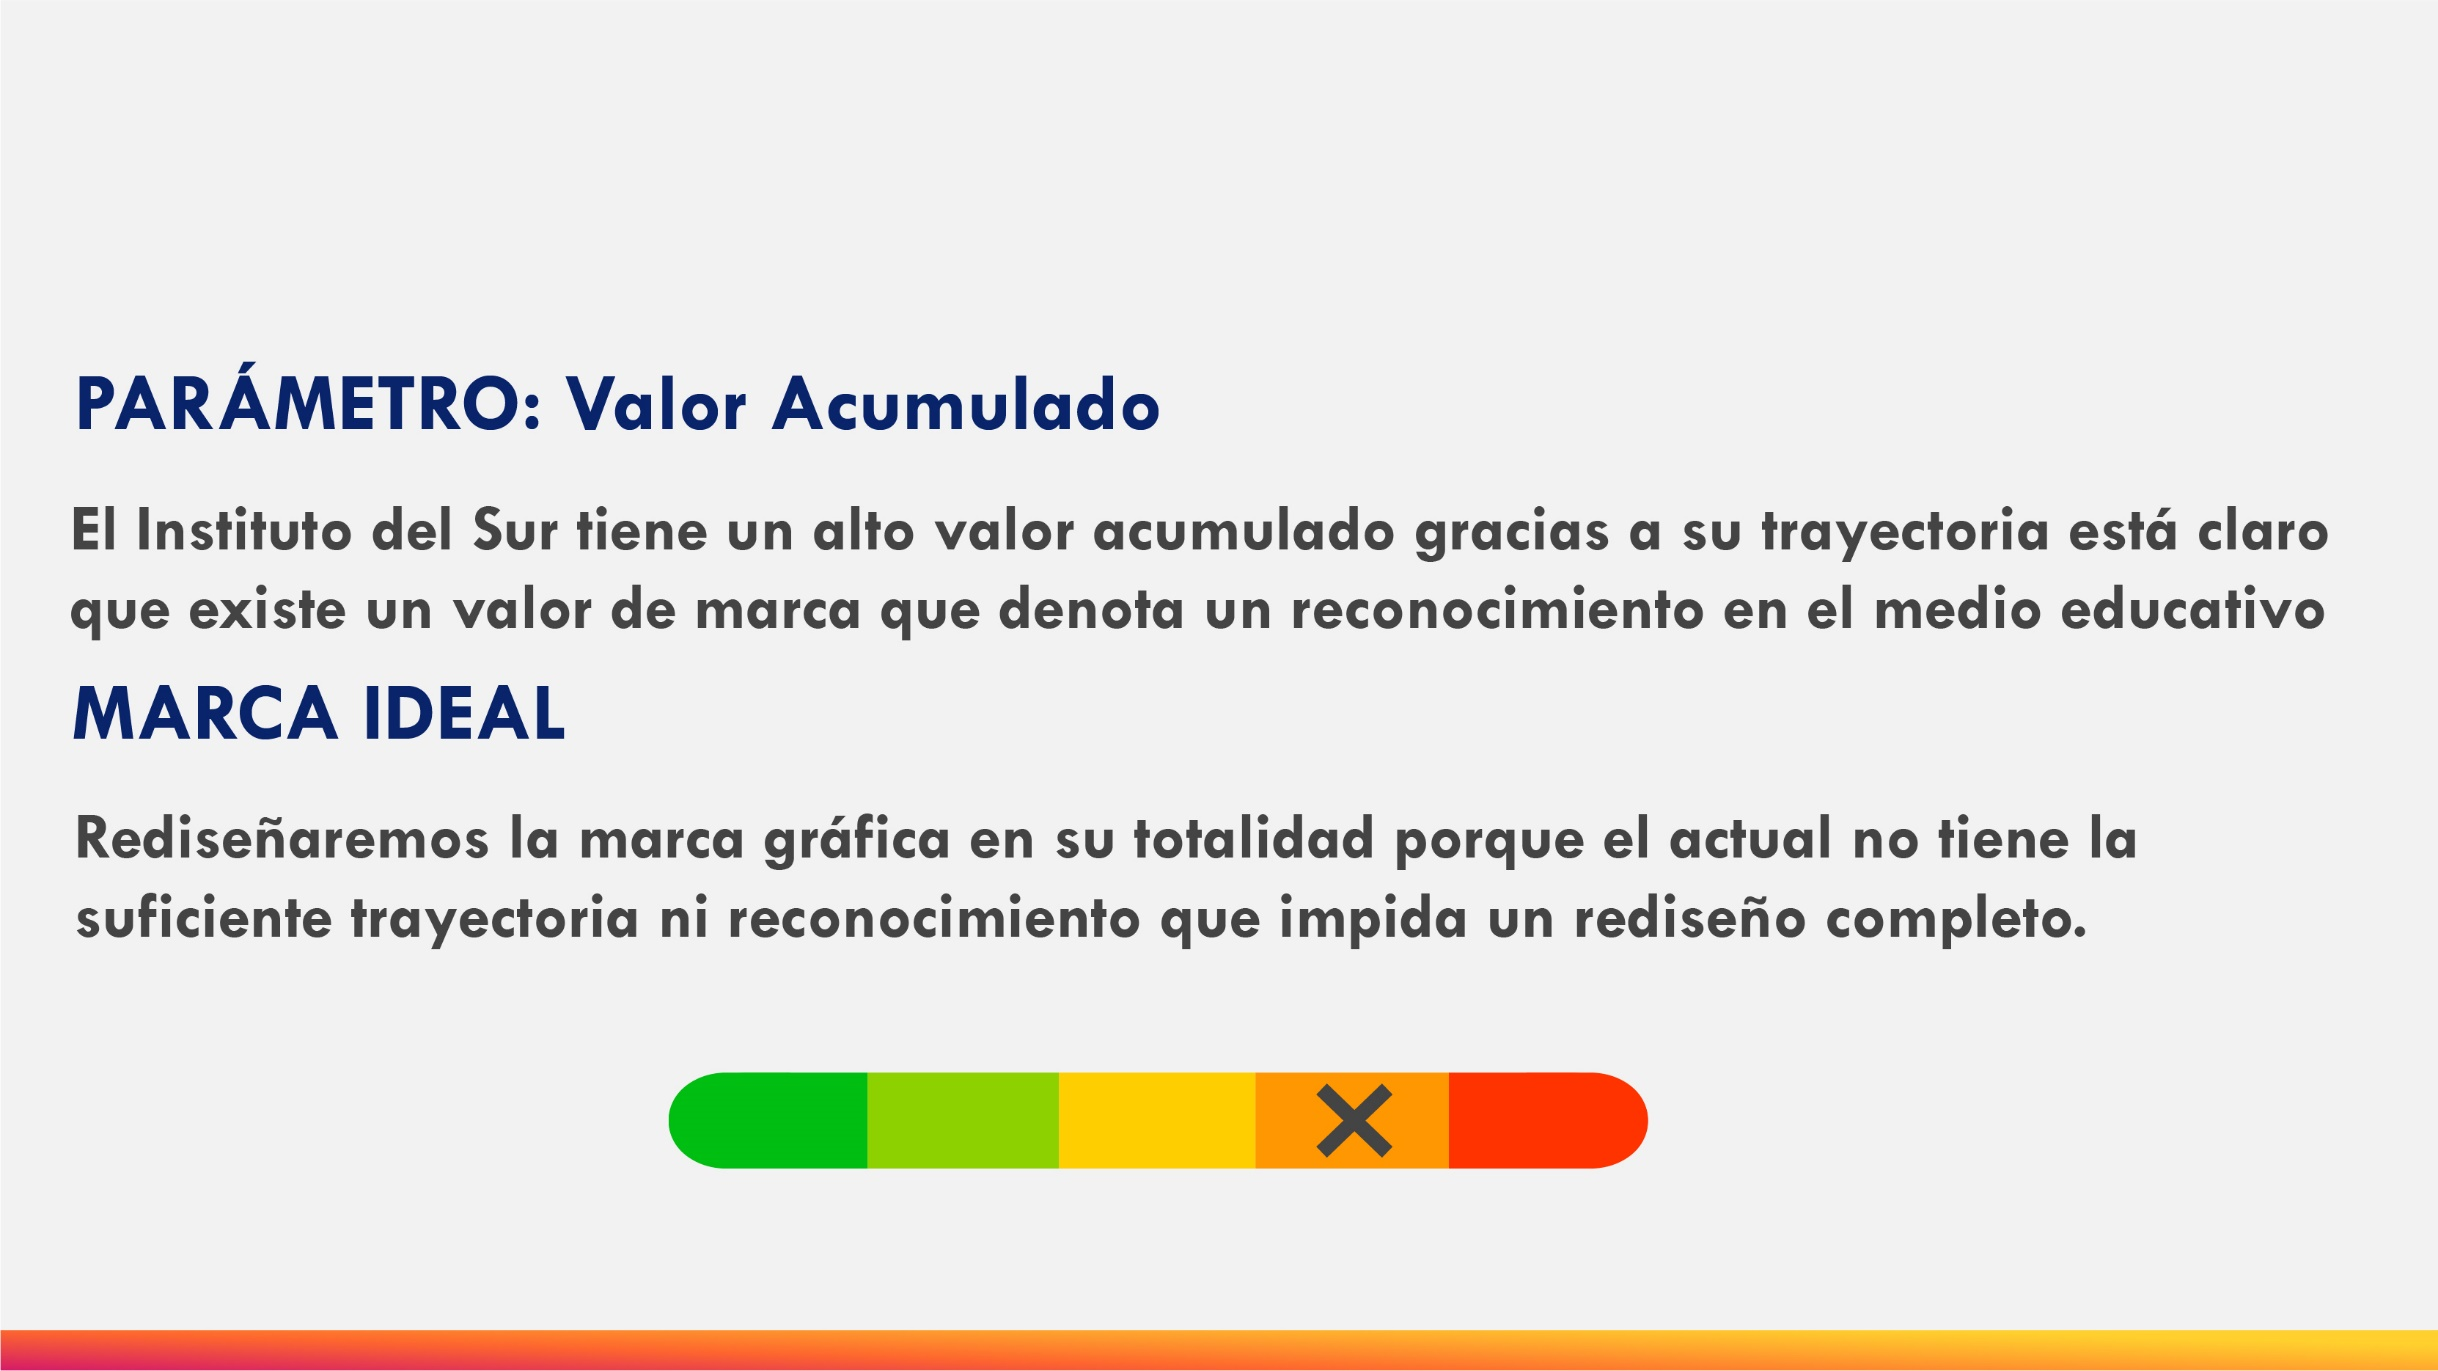 PARÁMETRO: Valor Acumulado
El Instituto del Sur tiene un alto valor acumulado gracias a su trayectoria está claro
que existe un valor de marca que denota un reconocimiento en el medio educativo
MARCA IDEAL
Rediseñaremos la marca gráfica en su totalidad porque el actual no tiene la
suficiente trayectoria ni reconocimiento que impida un rediseño completo.